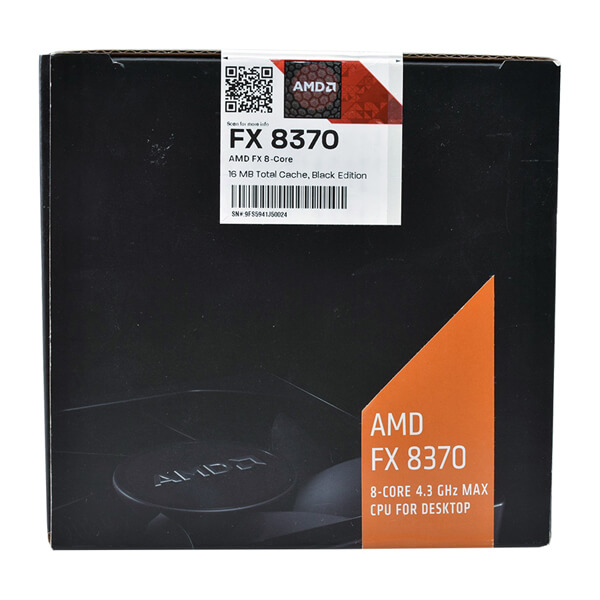 AMD
Scan for more info
FX 8370
AMD FX 8-Core
16 MB Total Cache, Black Edition
SN# 9FS5941J50024
AMD
FX 8370
8-CORE 4.3 GHz MAX
CPU FOR DESKTOP
AMD